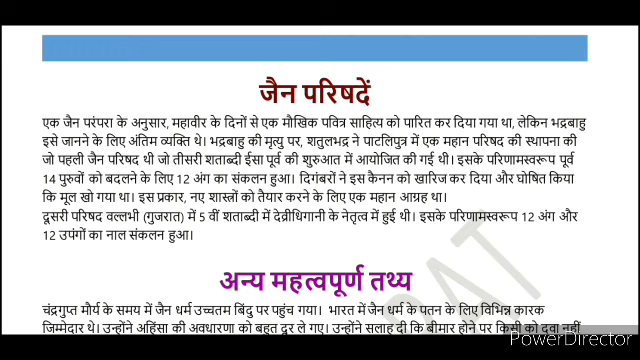 जैन परिषदें
एक जैन परंपरा के अनुसार, महावीर के दिनों से एक मौखिक पवित्र साहित्य को पारित कर दिया गया था, लेकिन भद्रबाहु
इसे जानने के लिए अंतिम व्यक्ति थे। भद्रबाहु की मृत्यु पर, शतुलभद्र ने पाटलिपुत्र में एक महान परिषद की स्थापना की
जो पहली जैन परिषद थी जो तीसरी शताब्दी ईसा पूर्व की शुरुआत में आयोजित की गई थी। इसके परिणामस्वरूप पूर्व
14 पुरुवों को बदलने के लिए 12 अंग का संकलन हुआ। दिगंबरों ने इस कैनन को खारिज कर दिया और घोषित किया
कि मूल खो गया था। इस प्रकार, नए शास्त्रों को तैयार करने के लिए एक महान आग्रह था।
दूसरी परिषद वल्लभी (गुजरात) में 5 वीं शताब्दी में देव्रीधिगानी के नेतृत्व में हुई थी। इसके परिणामस्वरूप 12 अंग और
12 उपंगों का नाल संकलन हुआ।
अन्य महत्वपूर्ण तथ्य
चंद्रगुप्त मौर्य के समय में जैन धर्म उच्चतम बिंदु पर पहुंच गया। भारत में जैन धर्म के पतन के लिए विभिन्न कारक
जिम्मेदार थे। उन्होंने अहिंसा की अवधारणा को बहुत दूर ले गए। उन्होंने सलाह दी कि बीमार होने पर किसी को दवा नहीं
PowerDirector